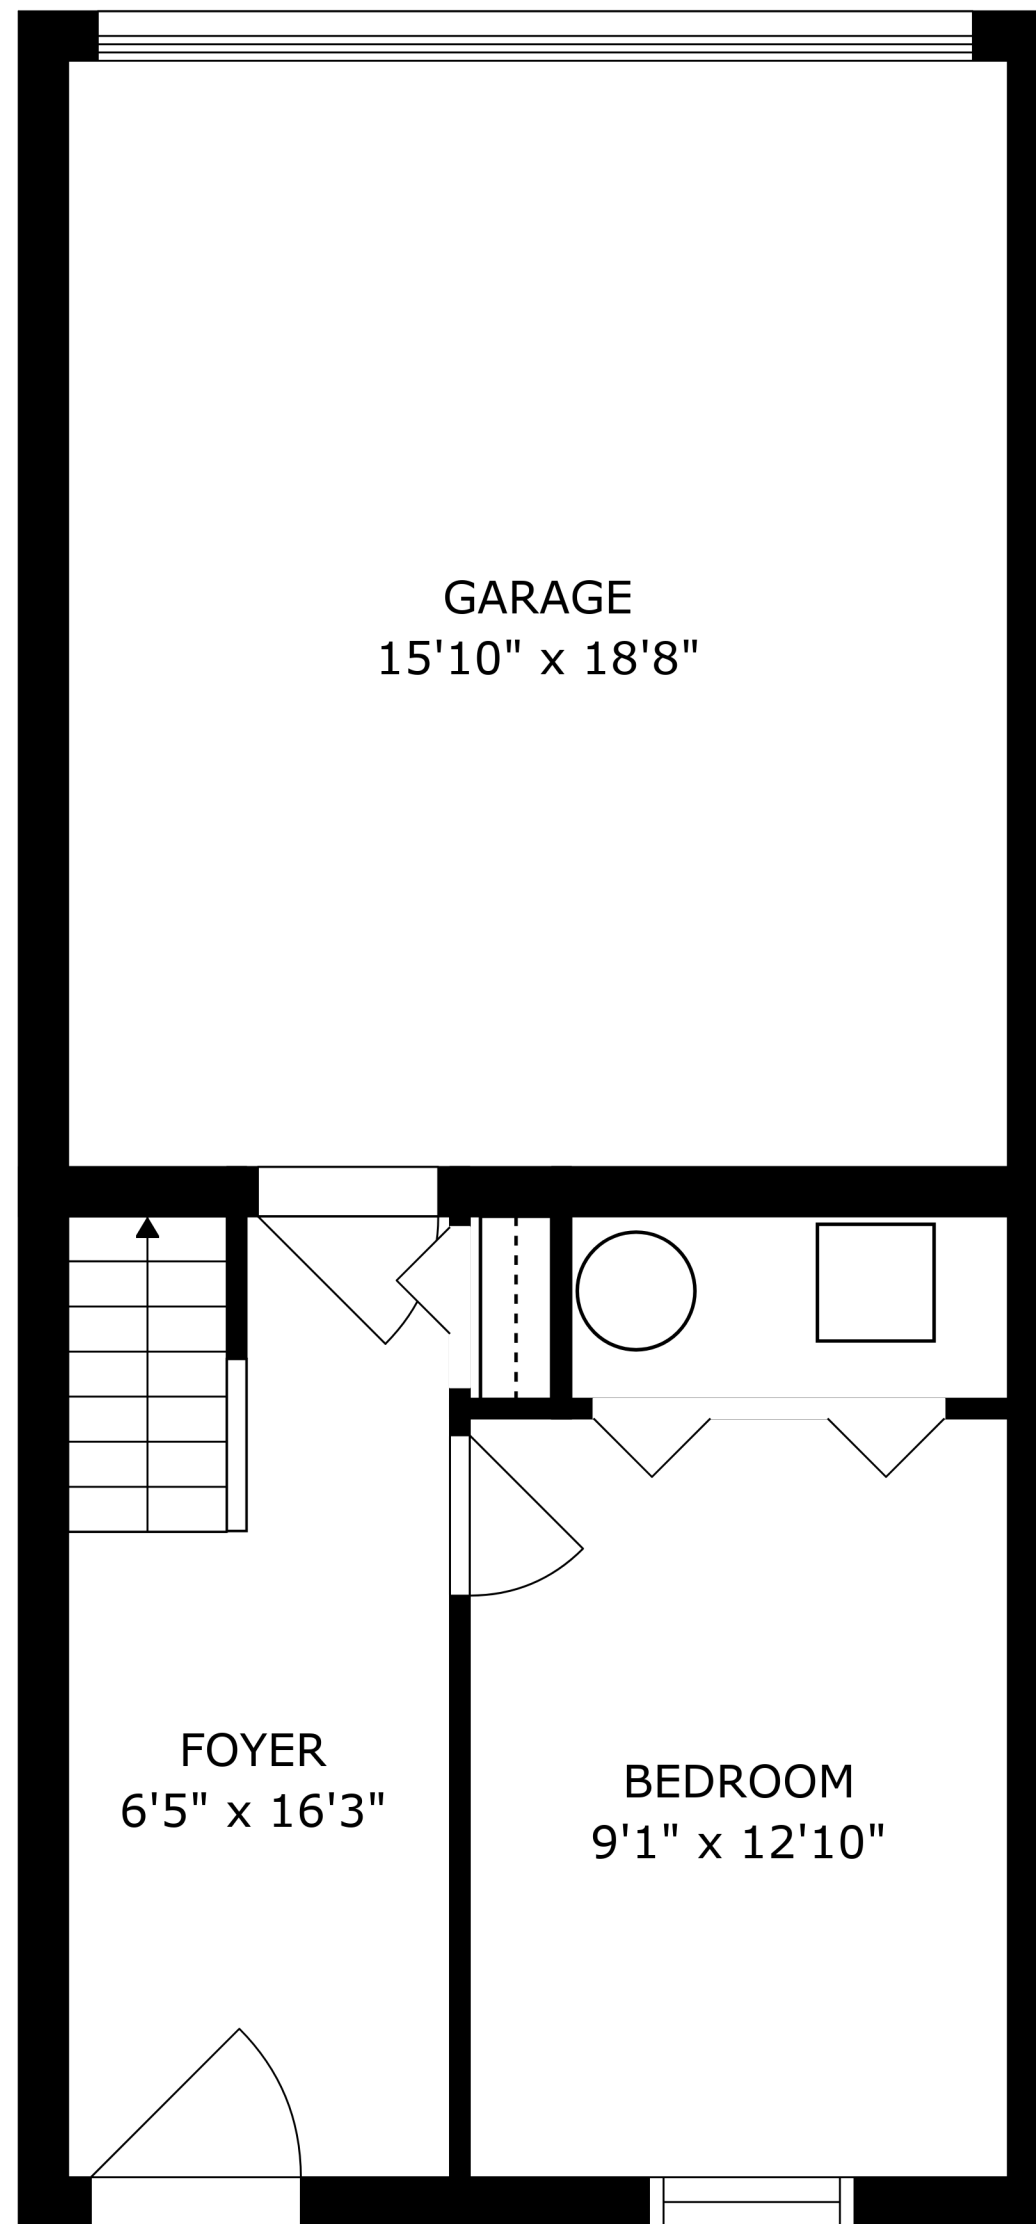 GARAGE
15'10" x 18'8"
FOYER
6'5" x 16'3"
BEDROOM
9'1" x 12'10"